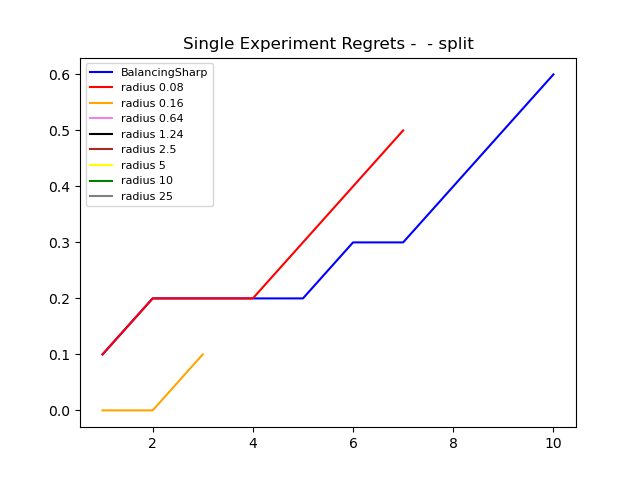 Single Experiment Regrets -  - split
BalancingSharp
radius 0.08
radius 0.16
radius 0.64
radius 1.24
radius 2.5
radius 5
radius 10
radius 25
0.6
0.5
0.4
0.3
0.2
0.1
0.0
2 4 6 8 10